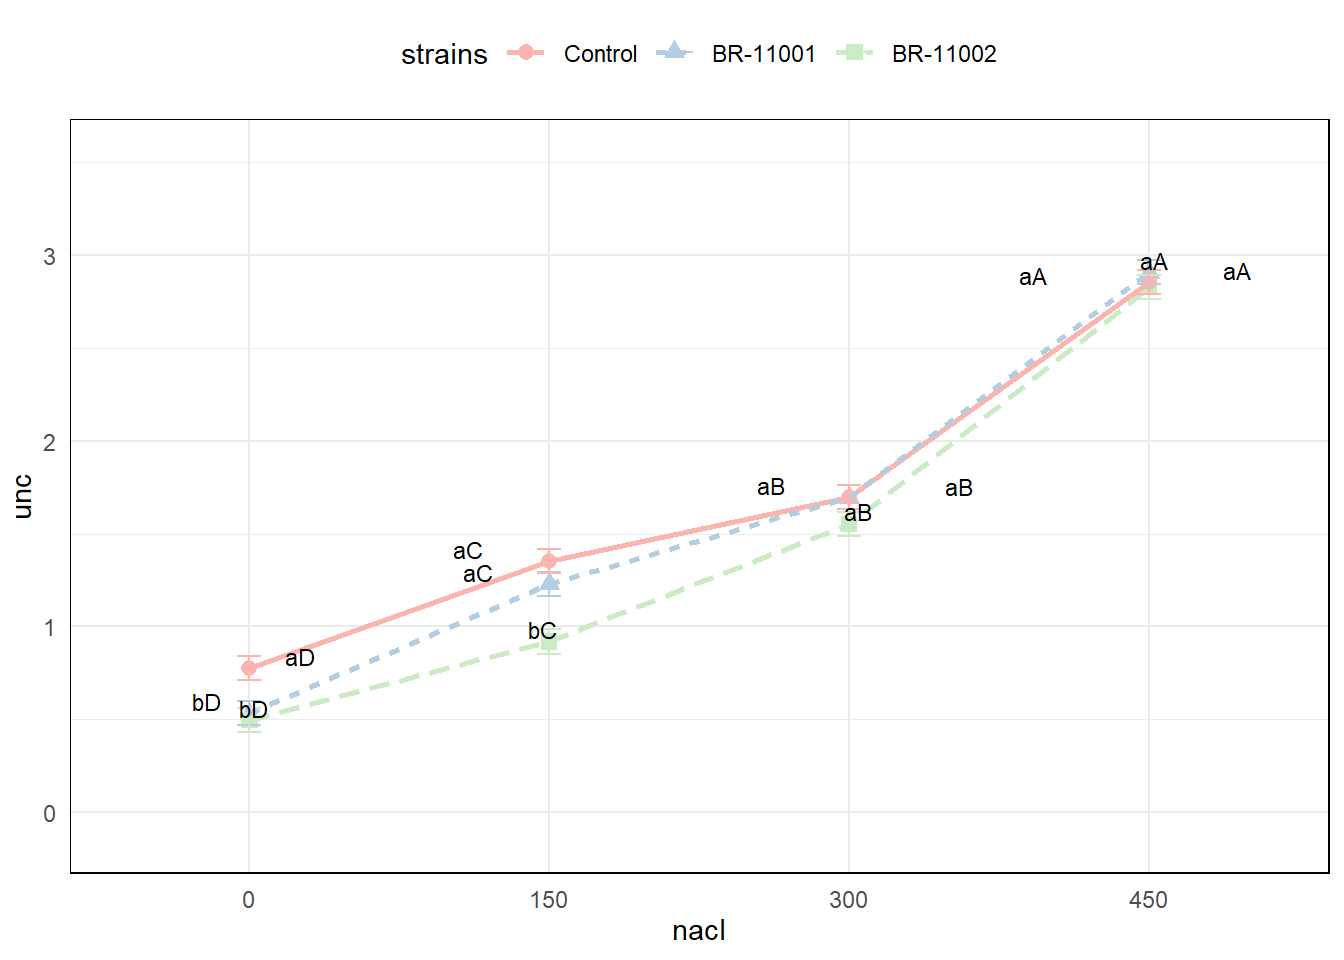 strains Control BR-11001 BR-11002
3
2
1
0
unc
aA
aA
aA
aB
aB
aB
aC
aC
bC
aD
bD
bD
0 150 300 450
nacl